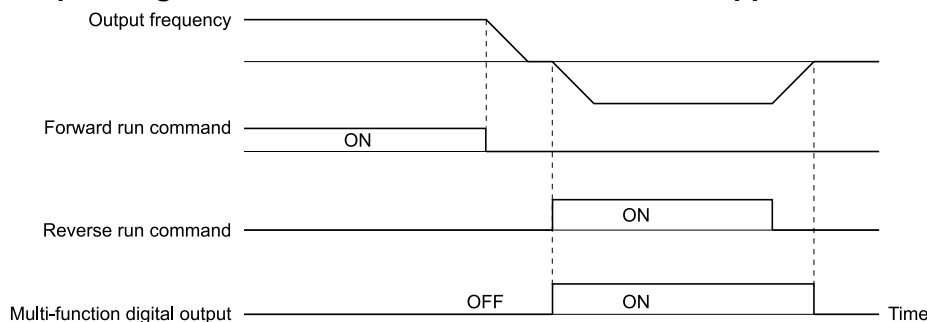 Output frequency
Forward run command
ON
ON
Reverse run command
OFF
ON
Multi-function digital output
Time